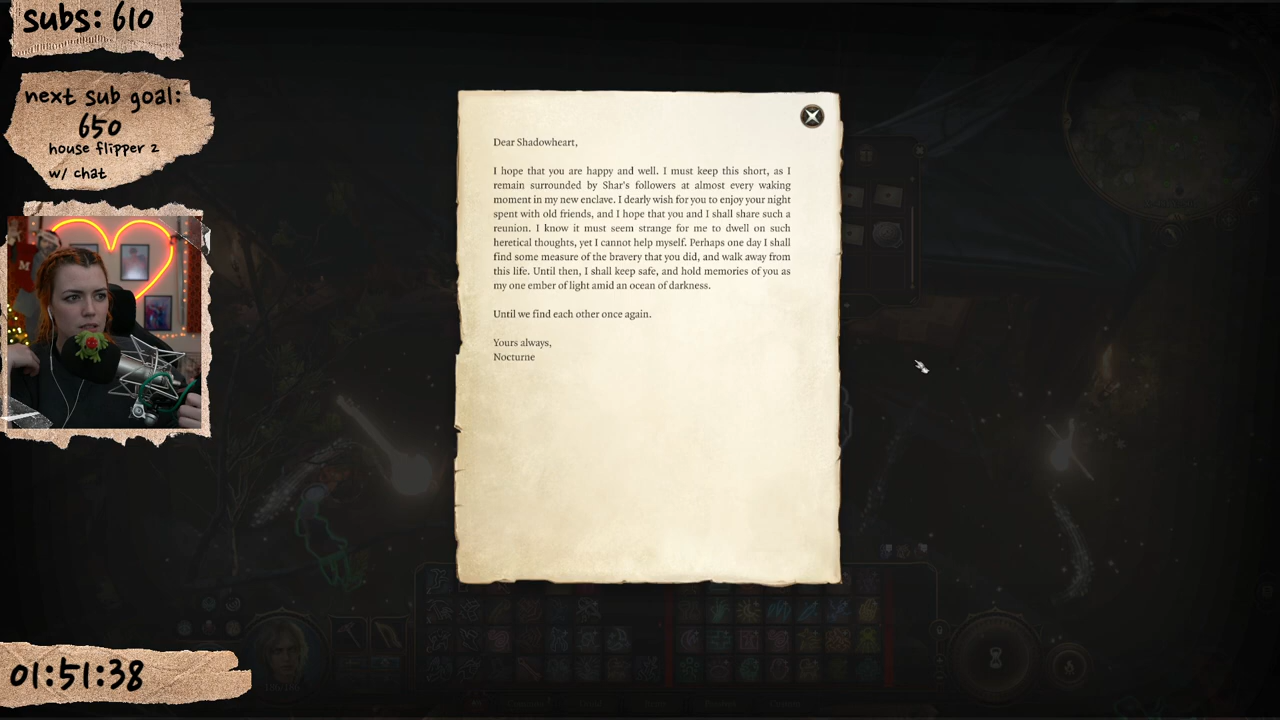 subs: 610
next sub goal:
650
house flipper 2
w/ chat
Dear Shadowheart,
I hope that you are happy and well. I must keep this short, as I
remain surrounded by Shar's followers at almost every waking
moment in my new enclave. I dearly wish for you to enjoy your night
spent with old friends, and I hope that you and I shall share such a
reunion. I know it must seem strange for me to dwell on such
heretical thoughts, yet I cannot help myself. Perhaps one day I shall
find some measure of the bravery that you did, and walk away from
this life. Until then, I shall keep safe, and hold memories of you as
my one ember of light amid an ocean of darkness.
Until we find each other once again.
Yours always,
Nocturne
01:51:38